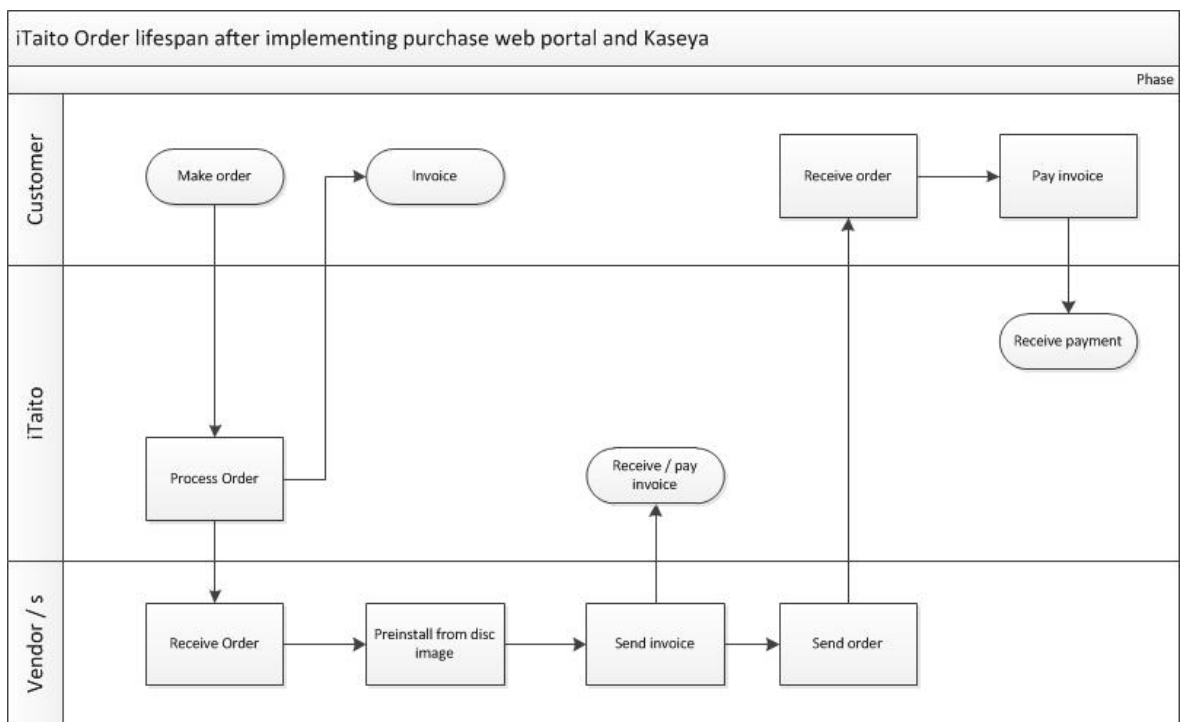 iTaito Order lifespan after implementing purchase web portal and Kaseya
Phase
Customer
Make order
Invoice
Receive order
Pay invoice
iTaito
Receive payment
Process Order
Receive / pay
invoice
Vendor / s
Receive Order
Preinstall from disc
image
Send invoice
Send order